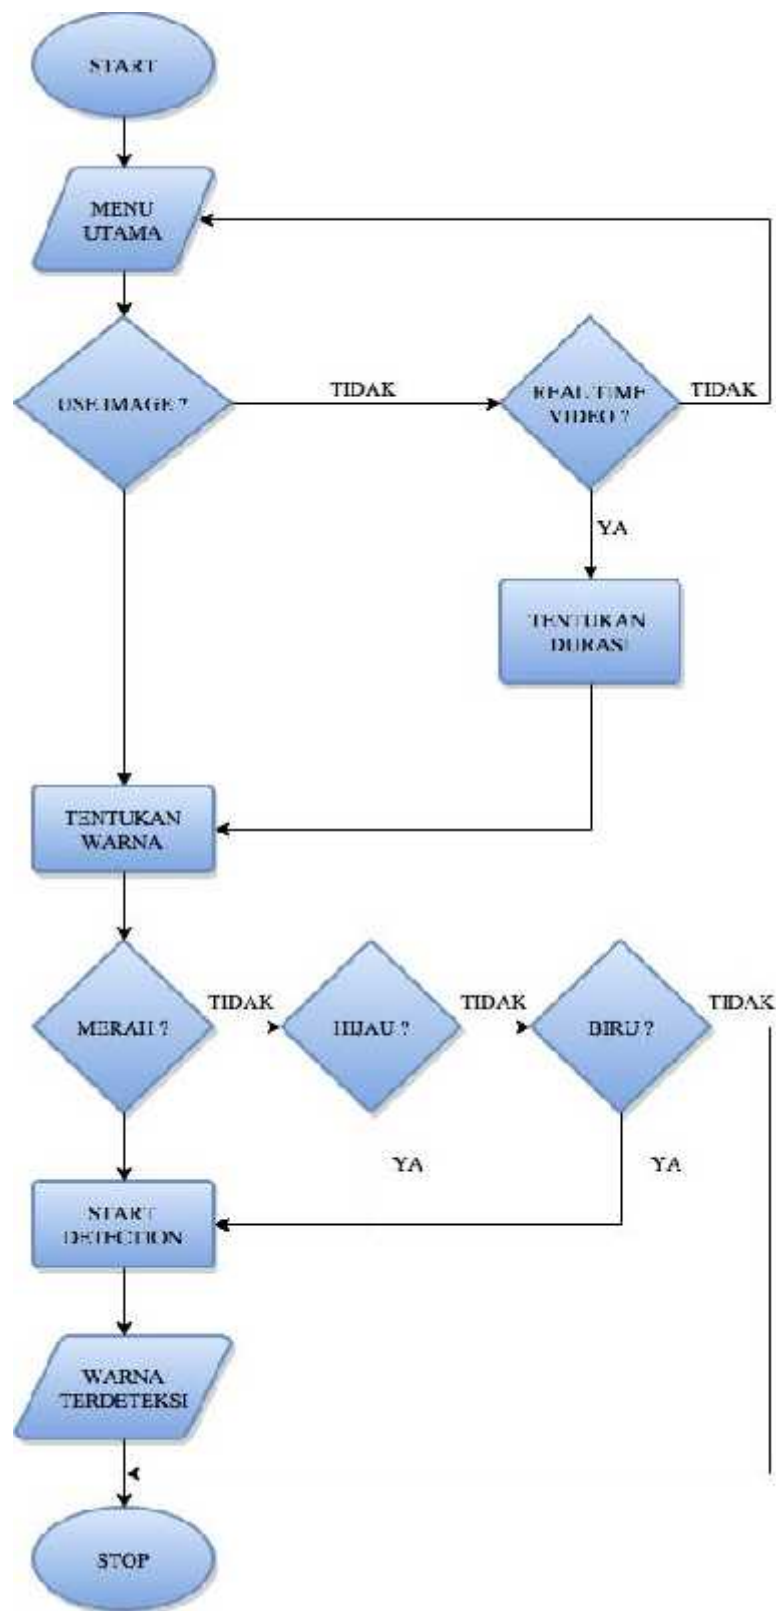 START
MENU
UTAMA
USE IMAGE ?
TIDAK
REAL TIME
VIDEO ?
TIDAK
YA
TENTUKAN
DURASI
TENTUKAN
WARNA
MERAH ?
TIDAK
HIJAU ?
TIDAK
BIRU ?
TIDAK
YA
YA
START
DETECTION
WARNA
TERDETEKSI
STOP